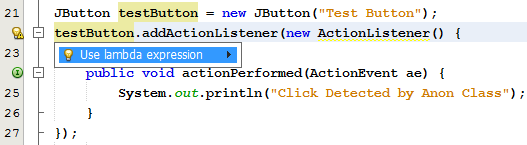 21 JButton testButton = new JButton("Test Button");
testButton.addActionListener(new ActionListener() {
23 Use lambda expression
public void actionPerformed(ActionEvent ae) {
25 System.out.println("Click Detected by Anon Class");
26 }
27 });